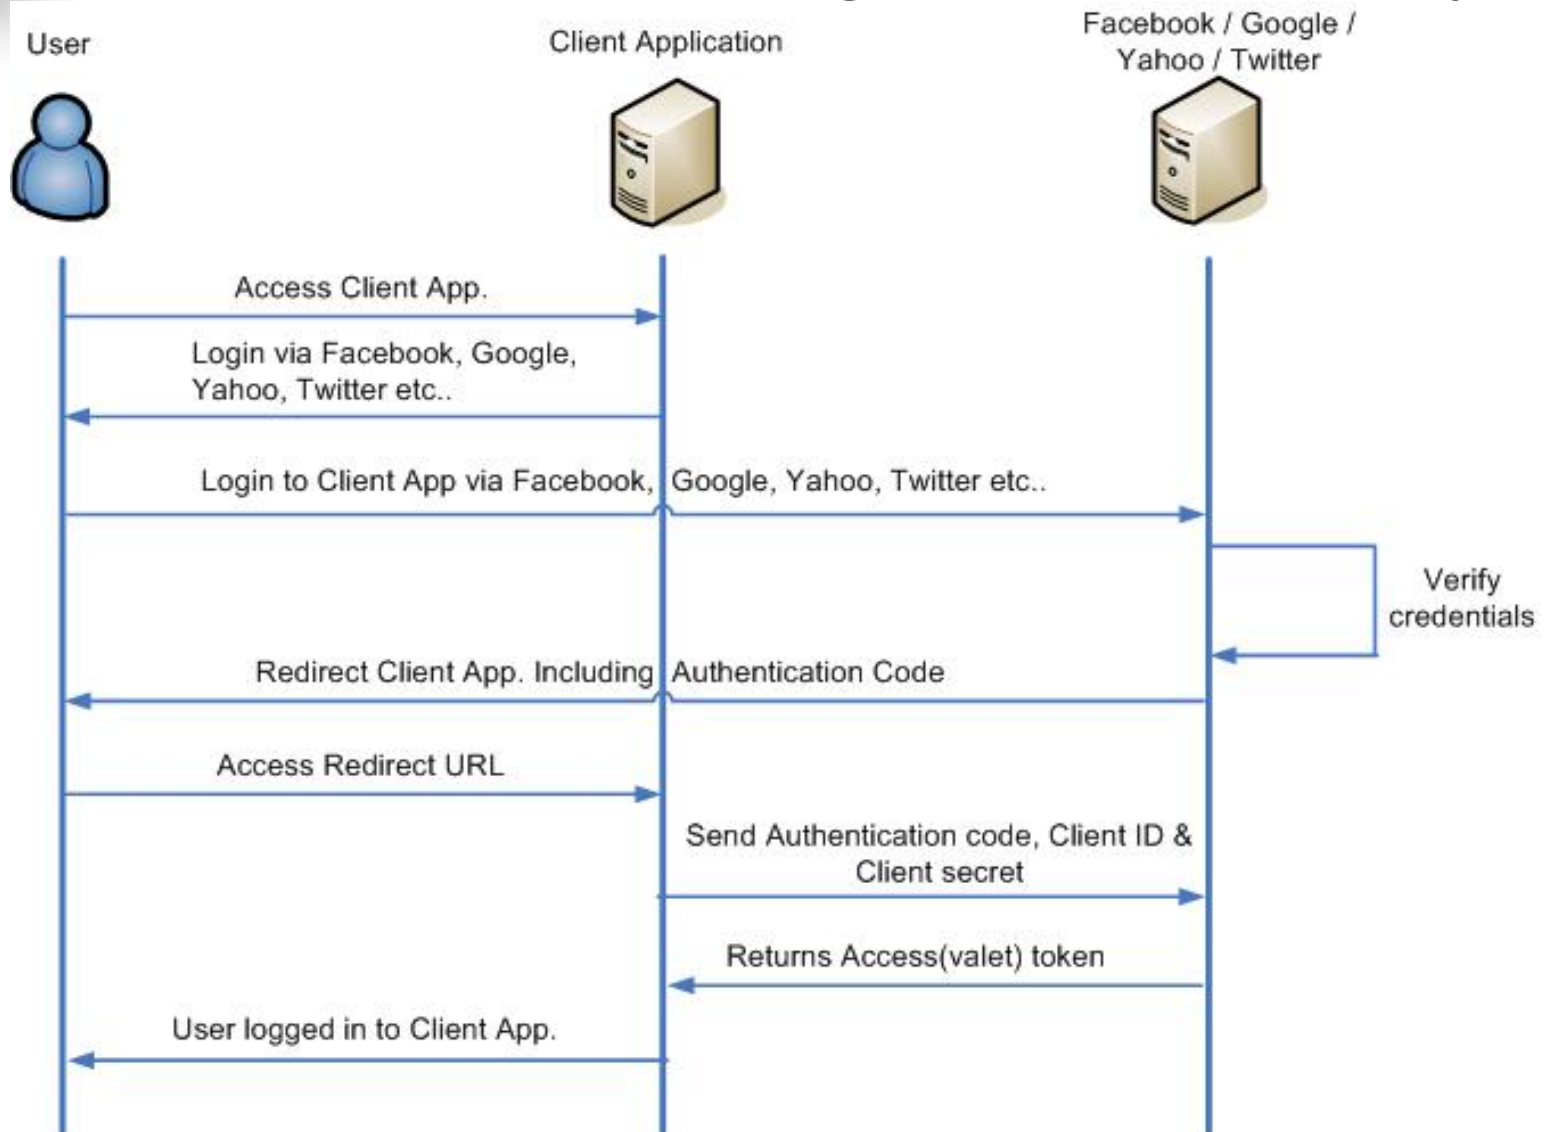 User
Client Application
Facebook / Google /
Yahoo / Twitter
Access Client App.
Login via Facebook, Google,
Yahoo, Twitter etc..
Login to Client App via Facebook, Google, Yahoo, Twitter etc..
Verify
credentials
Redirect Client App. Including Authentication Code
Access Redirect URL
Send Authentication code, Client ID &
Client secret
Returns Access(valet) token
User logged in to Client App.